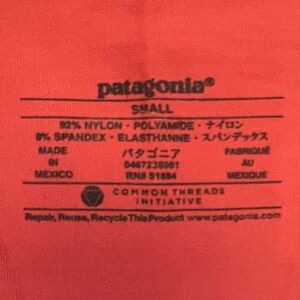 patagonia®
SMALL
92% NYLON · POLYAMIDE · ナイロン
8% SPANDEX · ELASTHANNE · スパンデックス
MADE パタゴニア FABRIQUÉ
IN 0467238961 AU
MEXICO RN# 51884 MEXIQUE
COMMON THREADS
INITIATIVE
Repair, Reuse, Recycle This Product www.patagonia.com